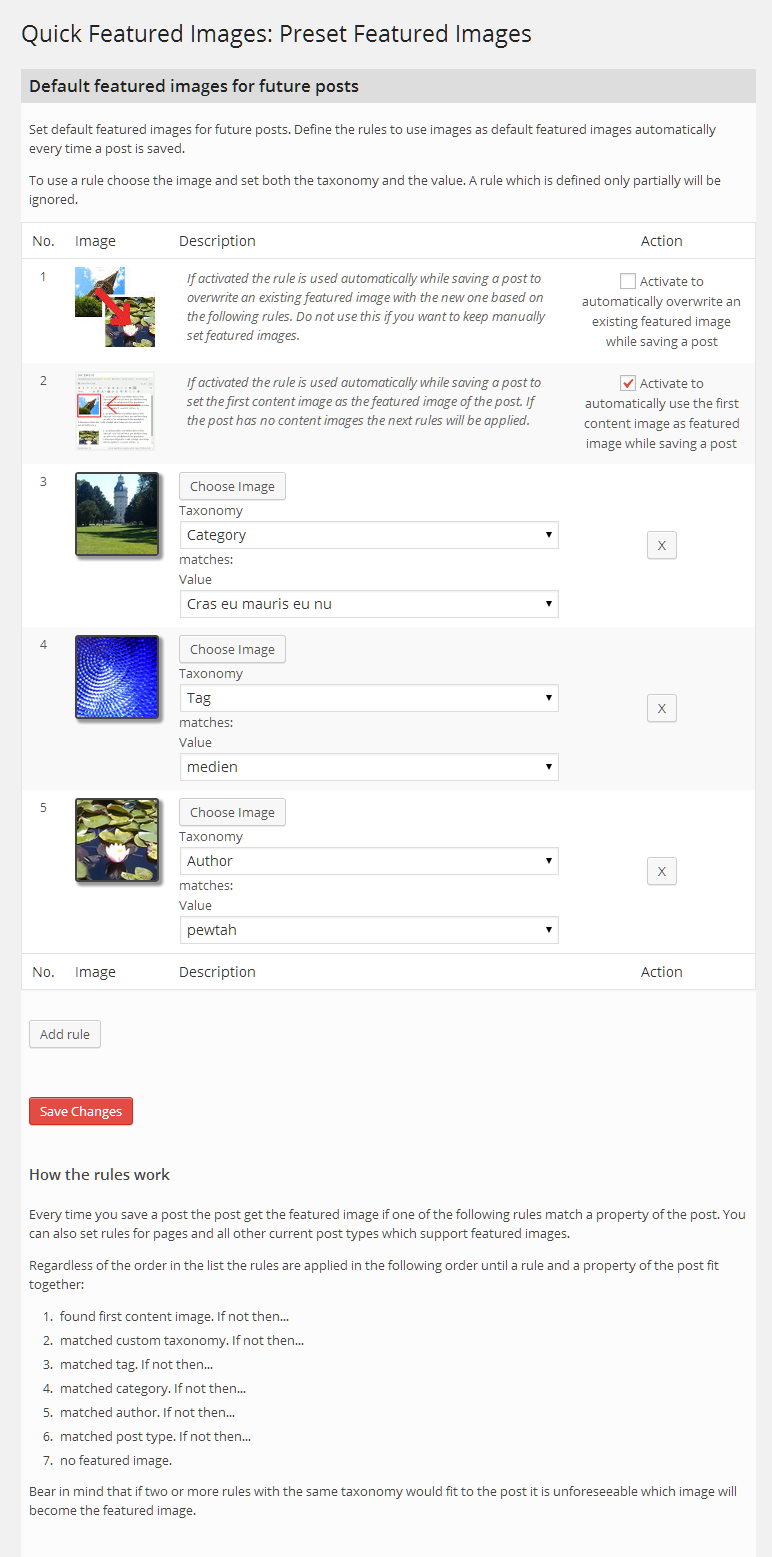 Quick Featured Images: Preset Featured Images
Default featured images for future posts
Set default featured images for future posts. Define the rules to use images as default featured images automatically
every time a post is saved.
To use a rule choose the image and set both the taxonomy and the value. A rule which is defined only partially will be
ignored.
No. Image Description Action
1
If activated the rule is used automatically while saving a post to
overwrite an existing featured image with the new one based on
the following rules. Do not use this if you want to keep manually
set featured images.
Activate to
automatically overwrite an
existing featured image
while saving a post
2
If activated the rule is used automatically while saving a post to
set the first content image as the featured image of the post. If
the post has no content images the next rules will be applied.
Activate to
automatically use the first
content image as featured
image while saving a post
3
Choose Image
Taxonomy
Category
matches:
Value
Cras eu mauris eu nu
X
4
Choose Image
Taxonomy
Tag
matches:
Value
medien
X
5
Choose Image
Taxonomy
Author
matches:
Value
pewtah
X
No. Image Description Action
Add rule
Save Changes
How the rules work
Every time you save a post the post get the featured image if one of the following rules match a property of the post. You
can also set rules for pages and all other current post types which support featured images.
Regardless of the order in the list the rules are applied in the following order until a rule and a property of the post fit
together:
1. found first content image. If not then...
2. matched custom taxonomy. If not then...
3. matched tag. If not then...
4. matched category. If not then...
5. matched author. If not then...
6. matched post type. If not then...
7. no featured image.
Bear in mind that if two or more rules with the same taxonomy would fit to the post it is unforeseeable which image will
become the featured image.